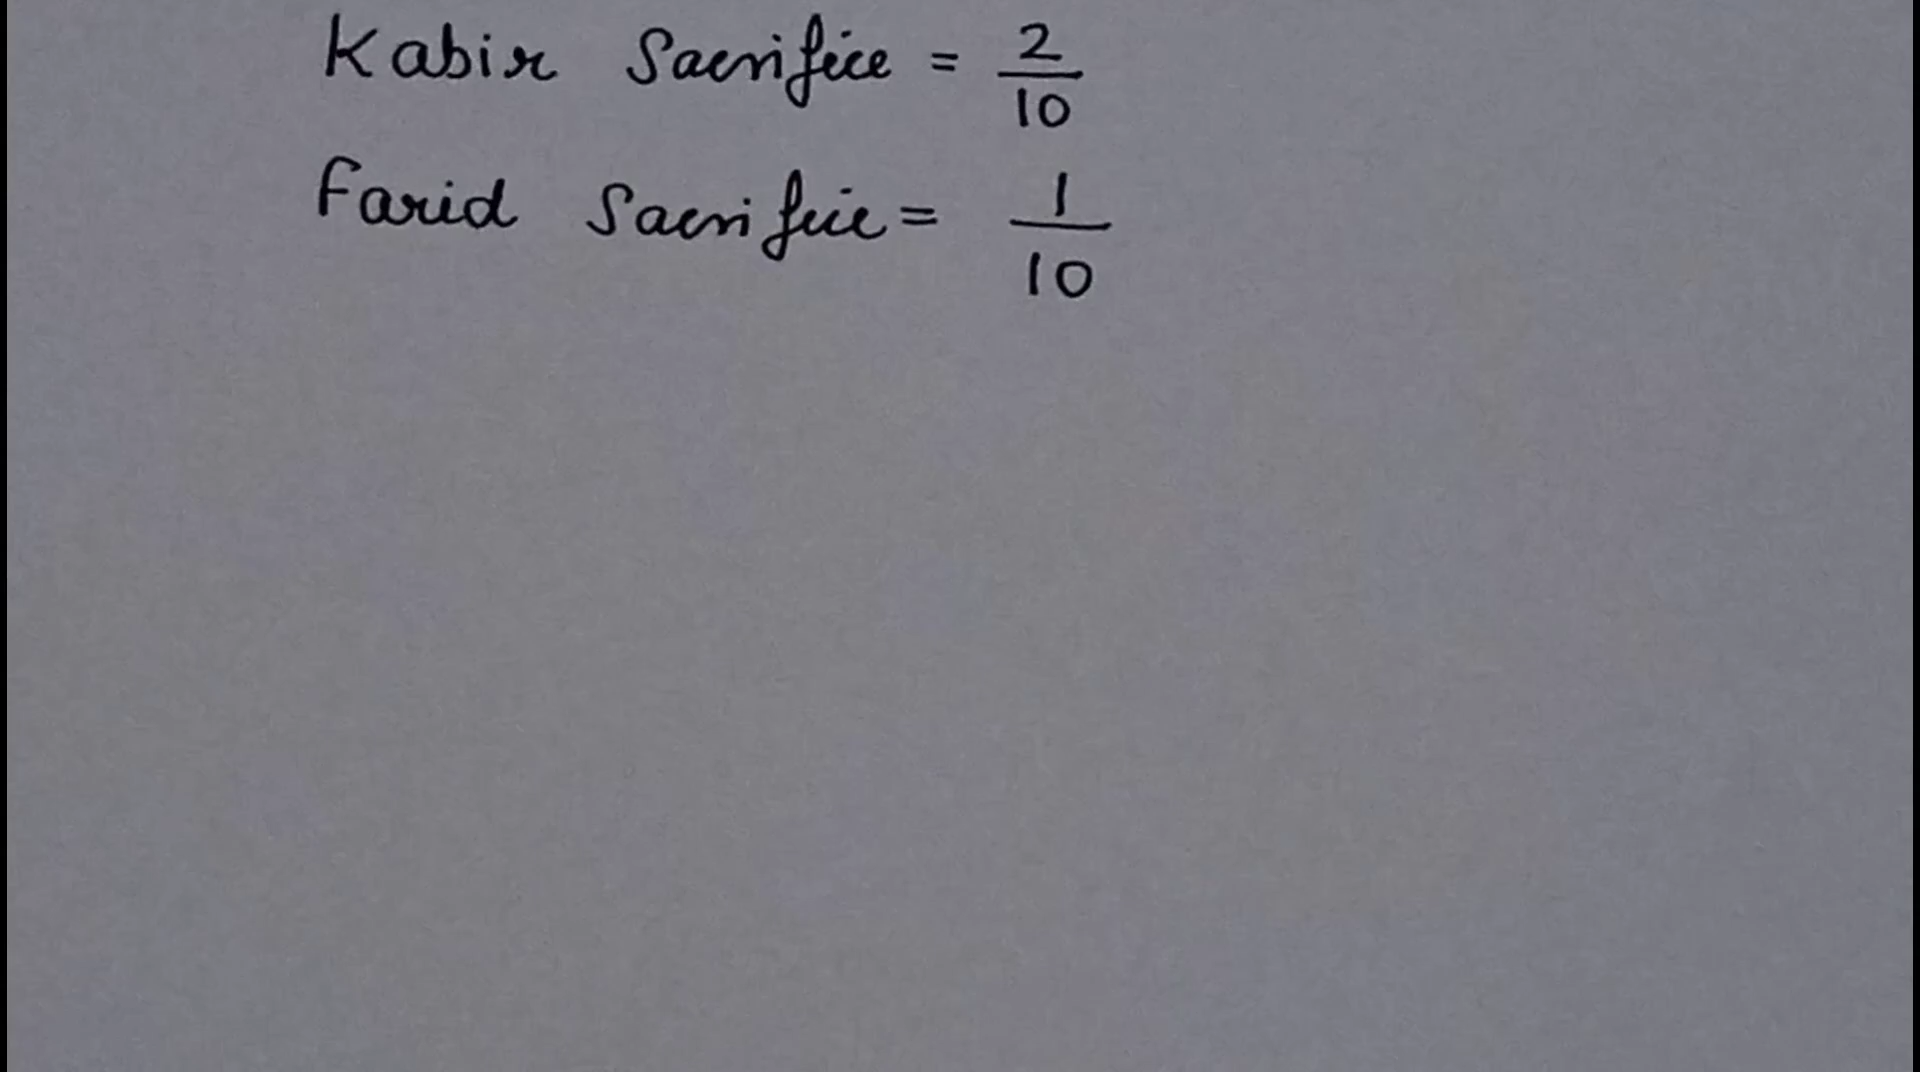 Kabir Sacrifice = 2/10
Farid Sacrifice = 1/10